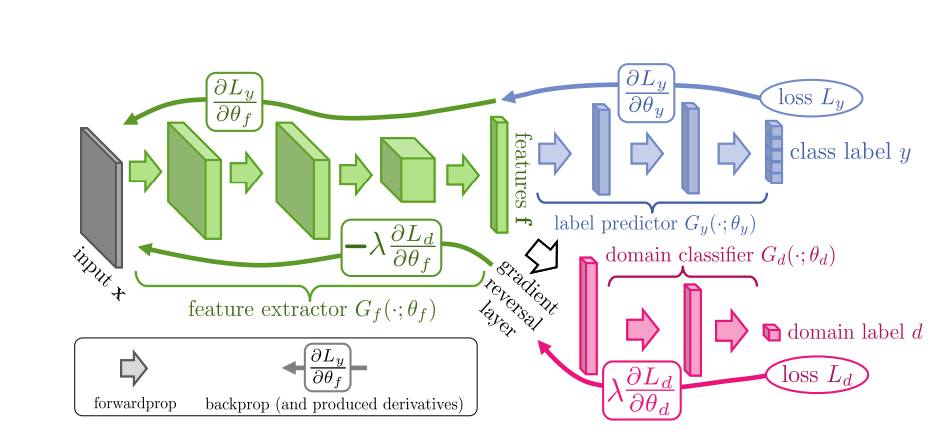 ∂L_y/∂θ_f
∂L_y/∂θ_y
loss L_y
class label y
features f
label predictor G_y(·; θ_y)
input x
−λ ∂L_d/∂θ_f
feature extractor G_f(·; θ_f)
gradient
reversal
layer
domain classifier G_d(·; θ_d)
domain label d
loss L_d
λ ∂L_d/∂θ_d
forwardprop
∂L_y/∂θ_f
backprop (and produced derivatives)